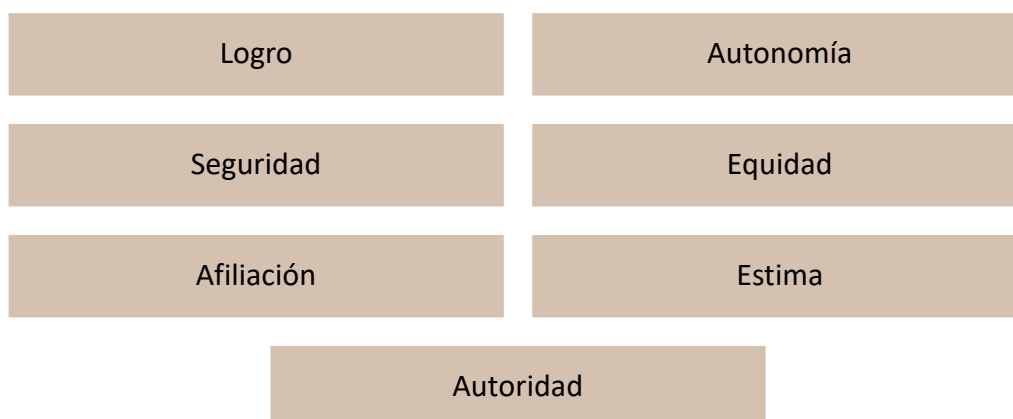 Logro
Autonomía
Seguridad
Equidad
Afiliación
Estima
Autoridad